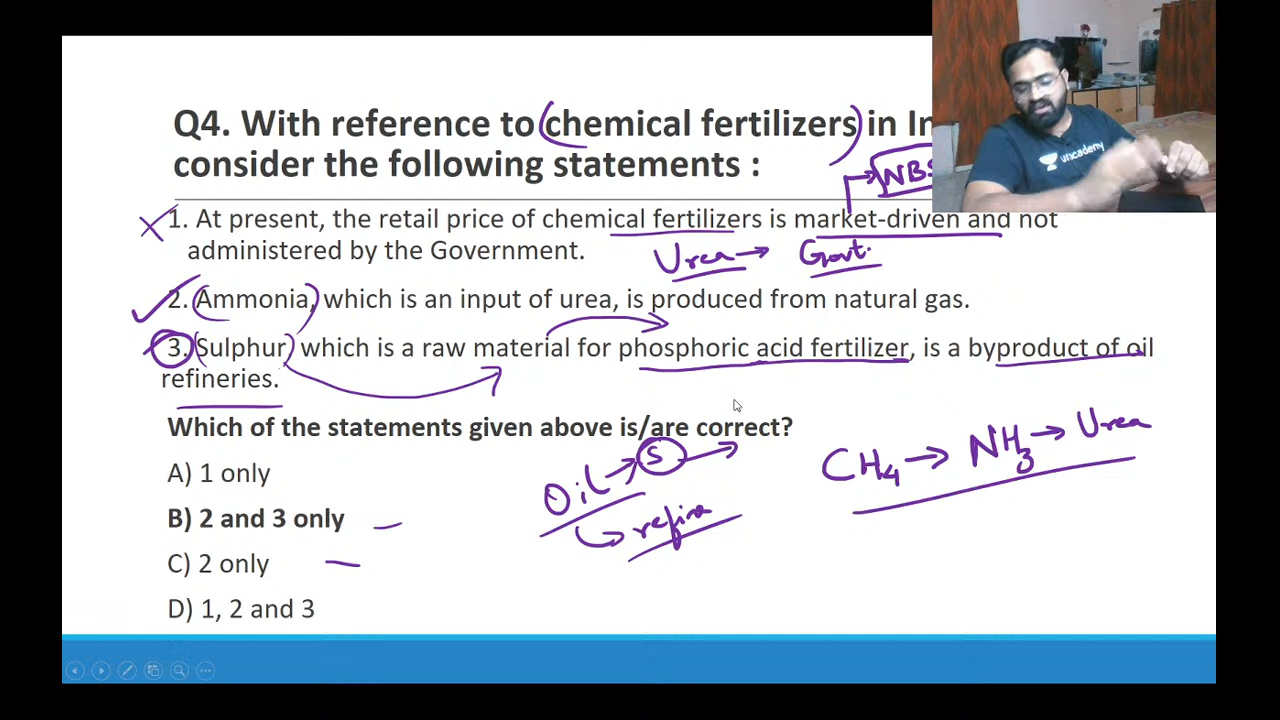 Q4. With reference to (chemical fertilizers) in In
consider the following statements :
NBS
1. At present, the retail price of chemical fertilizers is market-driven and not
administered by the Government.
Urea → Govt.
2. (Ammonia,) which is an input of urea, is produced from natural gas.
3. (Sulphur,) which is a raw material for phosphoric acid fertilizer, is a byproduct of oil
refineries.
Which of the statements given above is/are correct?
A) 1 only
B) 2 and 3 only
C) 2 only
D) 1, 2 and 3
Oil → S →
refine
CH4 → NH3 → Urea
unacademy